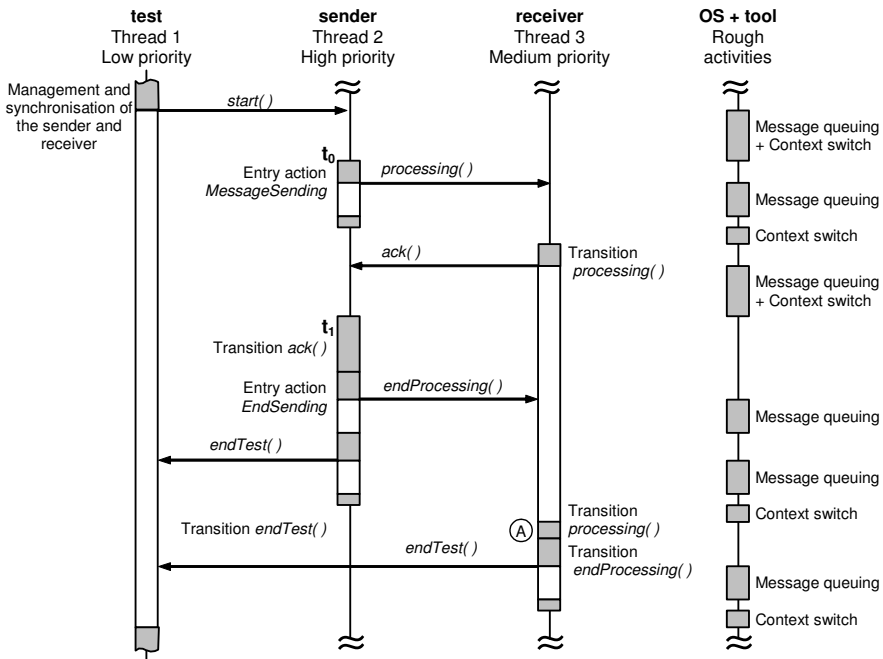 test
Thread 1
Low priority
sender
Thread 2
High priority
receiver
Thread 3
Medium priority
OS + tool
Rough
activities
Management and
synchronisation of
the sender and
receiver
start( )
Message queuing
+ Context switch
t0
Entry action
MessageSending
processing( )
Message queuing
Context switch
ack( )
Transition
processing( )
Message queuing
+ Context switch
t1
Transition ack( )
Entry action
EndSending
endProcessing( )
Message queuing
endTest( )
Message queuing
Context switch
Transition endTest( )
A
Transition
processing( )
endTest( )
Transition
endProcessing( )
Message queuing
Context switch